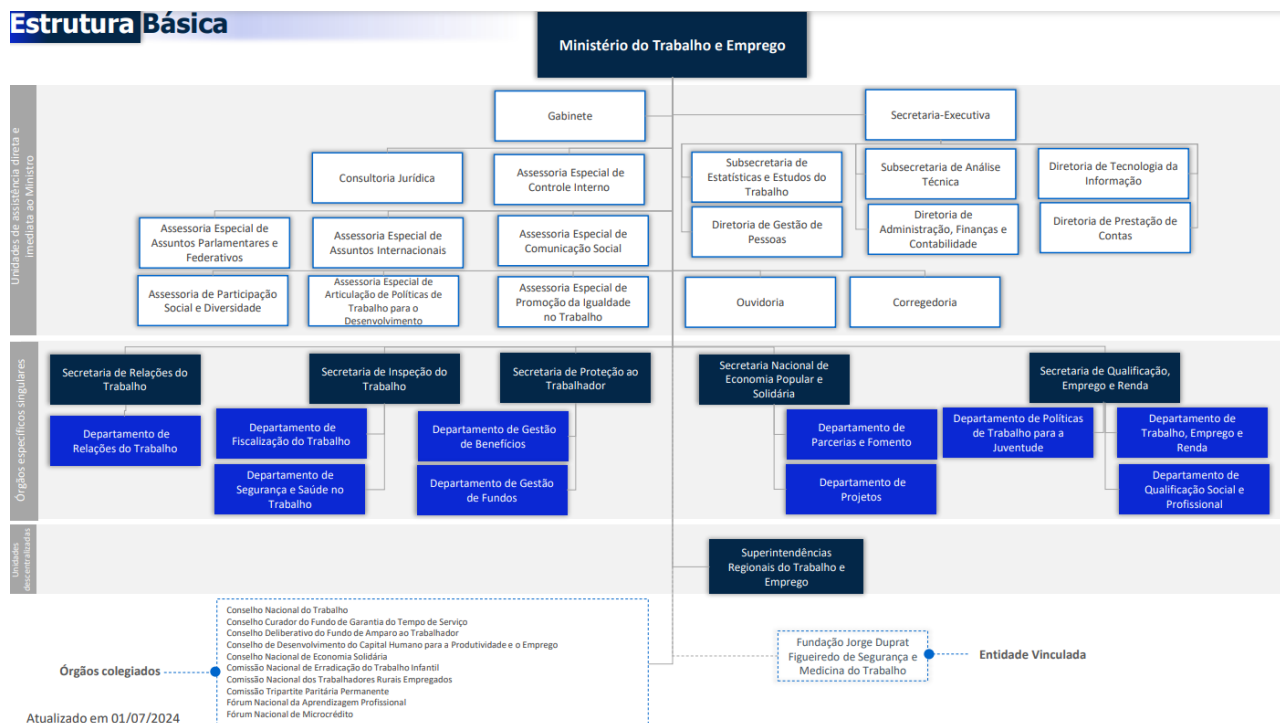 Estrutura Básica
Ministério do Trabalho e Emprego
Unidades de assistência direta e
imediata ao Ministro
Gabinete
Secretaria-Executiva
Consultoria Jurídica
Assessoria Especial de
Controle Interno
Subsecretaria de
Estatísticas e Estudos do
Trabalho
Subsecretaria de Análise
Técnica
Diretoria de Tecnologia da
Informação
Assessoria Especial de
Assuntos Parlamentares e
Federativos
Assessoria Especial de
Assuntos Internacionais
Assessoria Especial de
Comunicação Social
Diretoria de Gestão de
Pessoas
Diretoria de
Administração, Finanças e
Contabilidade
Diretoria de Prestação de
Contas
Assessoria de Participação
Social e Diversidade
Assessoria Especial de
Articulação de Políticas de
Trabalho para o
Desenvolvimento
Assessoria Especial de
Promoção da Igualdade
no Trabalho
Ouvidoria
Corregedoria
Órgãos específicos singulares
Secretaria de Relações do
Trabalho
Secretaria de Inspeção do
Trabalho
Secretaria de Proteção ao
Trabalhador
Secretaria Nacional de
Economia Popular e
Solidária
Secretaria de Qualificação,
Emprego e Renda
Departamento de
Relações do Trabalho
Departamento de
Fiscalização do Trabalho
Departamento de Gestão
de Benefícios
Departamento de
Parcerias e Fomento
Departamento de Políticas
de Trabalho para a
Juventude
Departamento de
Trabalho, Emprego e
Renda
Departamento de
Segurança e Saúde no
Trabalho
Departamento de Gestão
de Fundos
Departamento de
Projetos
Departamento de
Qualificação Social e
Profissional
Unidades
descentralizadas
Superintendências
Regionais do Trabalho e
Emprego
Órgãos colegiados
Conselho Nacional do Trabalho
Conselho Curador do Fundo de Garantia do Tempo de Serviço
Conselho Deliberativo do Fundo de Amparo ao Trabalhador
Conselho de Desenvolvimento do Capital Humano para a Produtividade e o Emprego
Conselho Nacional de Economia Solidária
Comissão Nacional de Erradicação do Trabalho Infantil
Comissão Nacional dos Trabalhadores Rurais Empregados
Comissão Tripartite Paritária Permanente
Fórum Nacional da Aprendizagem Profissional
Fórum Nacional de Microcrédito
Fundação Jorge Duprat
Figueiredo de Segurança e
Medicina do Trabalho
Entidade Vinculada
Atualizado em 01/07/2024